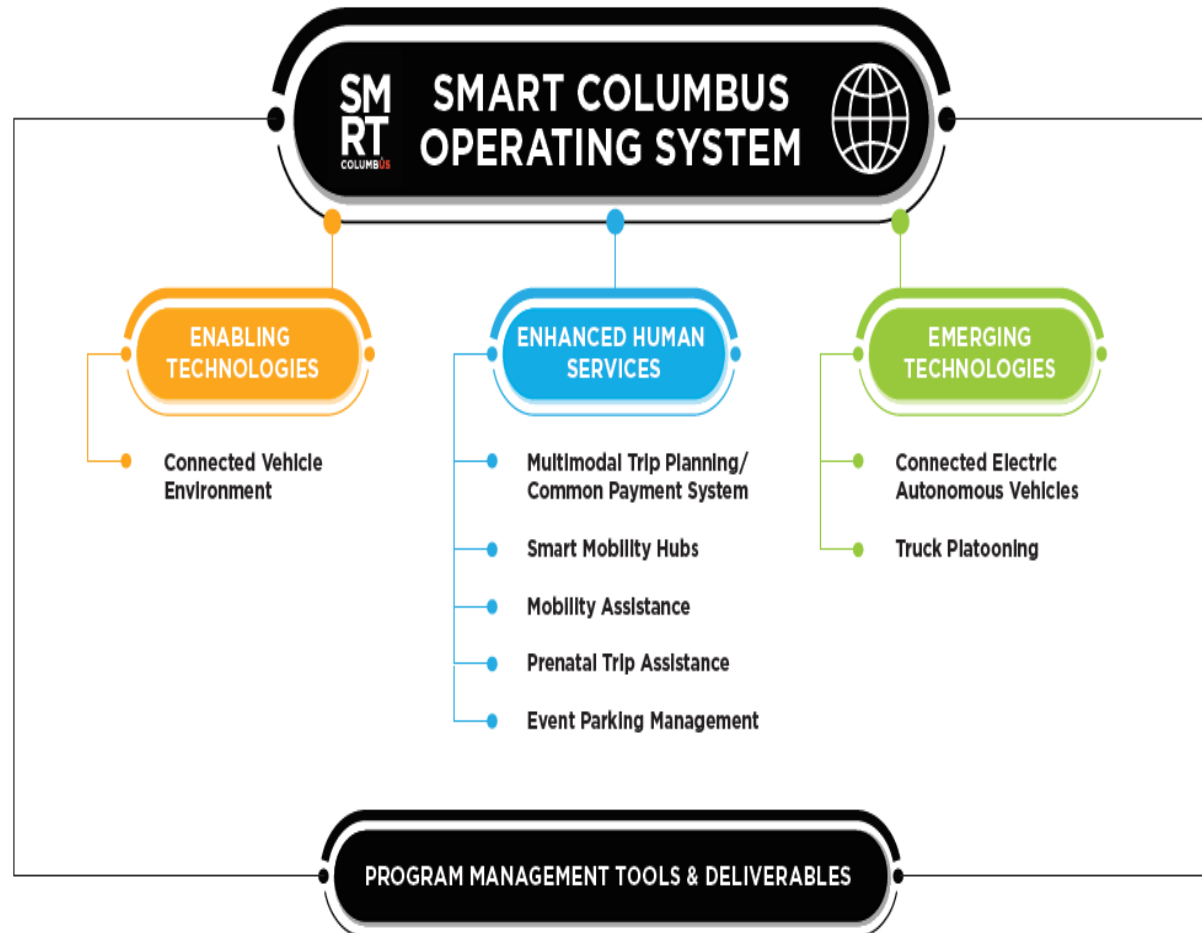 SM
RT
COLUMBUS
SMART COLUMBUS
OPERATING SYSTEM
ENABLING
TECHNOLOGIES
Connected Vehicle
Environment
ENHANCED HUMAN
SERVICES
Multimodal Trip Planning/
Common Payment System
Smart Mobility Hubs
Mobility Assistance
Prenatal Trip Assistance
Event Parking Management
EMERGING
TECHNOLOGIES
Connected Electric
Autonomous Vehicles
Truck Platooning
PROGRAM MANAGEMENT TOOLS & DELIVERABLES